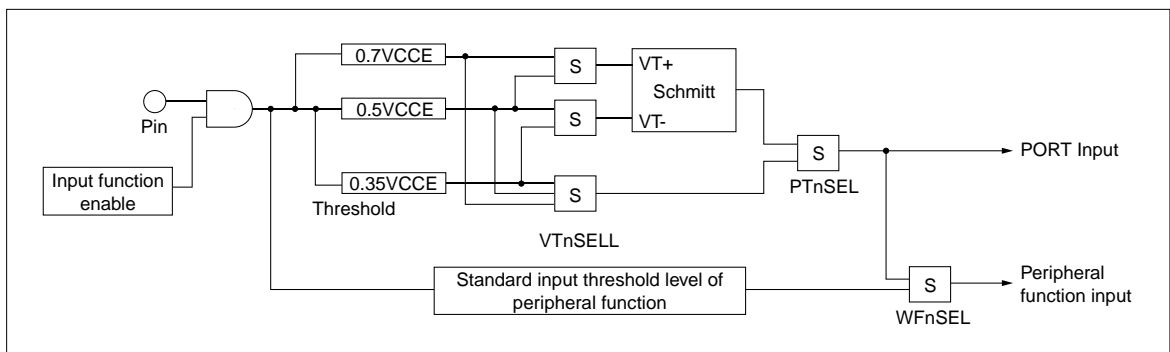 0.7VCCE
S
VT+
Schmitt
VT-
0.5VCCE
S
Pin
S
PORT Input
PTnSEL
Input function
enable
0.35VCCE
S
Threshold
VTnSELL
Standard input threshold level of
peripheral function
S
Peripheral
function input
WFnSEL